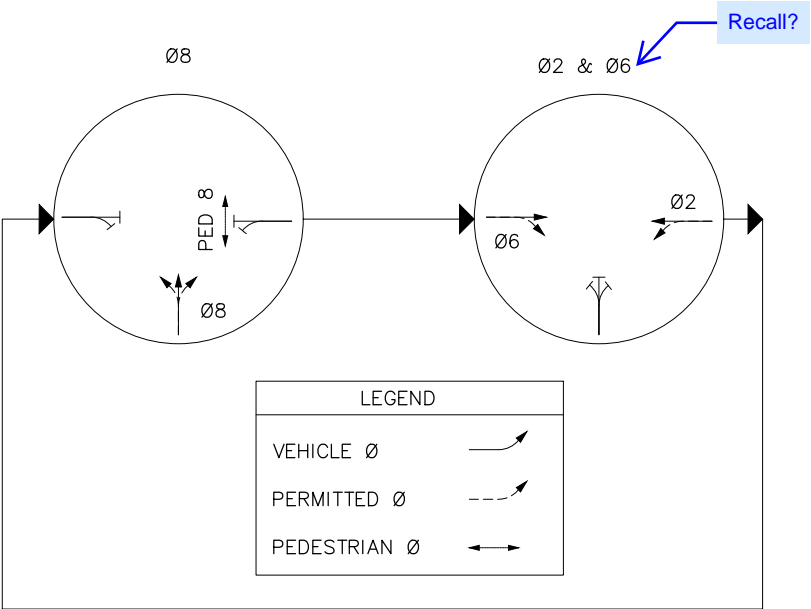 Recall?
Ø8
Ø2 & Ø6
PED 8
Ø8
Ø2
Ø6
LEGEND
VEHICLE Ø
PERMITTED Ø
PEDESTRIAN Ø